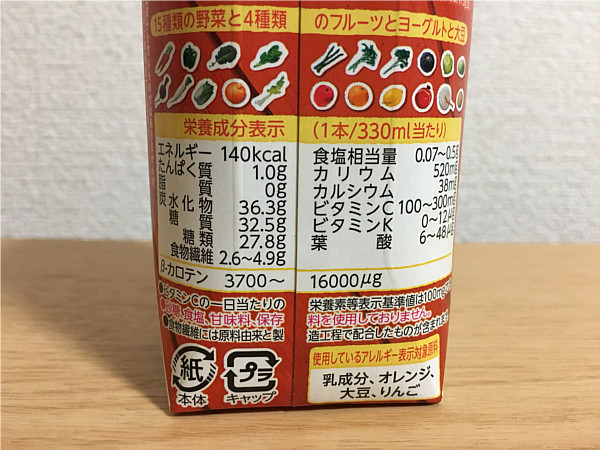 15種類の野菜と4種類のフルーツとヨーグルトと大豆
栄養成分表示 (1本/330ml当たり)
エネルギー 140kcal
たんぱく質 1.0g
脂質 0g
炭水化物 36.3g
糖質 32.5g
糖類 27.8g
食物繊維 2.6〜4.9g
食塩相当量 0.07〜0.5g
カリウム 520mg
カルシウム 38mg
ビタミンC 100〜300mg
ビタミンK 0〜12μg
葉酸 6〜48μg
β-カロテン 3700〜16000μg
●ビタミンCの一日当たりの栄養素等表示基準値は100mg
食塩、甘味料、保存料を使用しておりません。
●食物繊維には原料由来と製造工程で配合したものが含まれます
紙
本体
プラ
キャップ
使用しているアレルギー表示対象原料
乳成分、オレンジ、
大豆、りんご